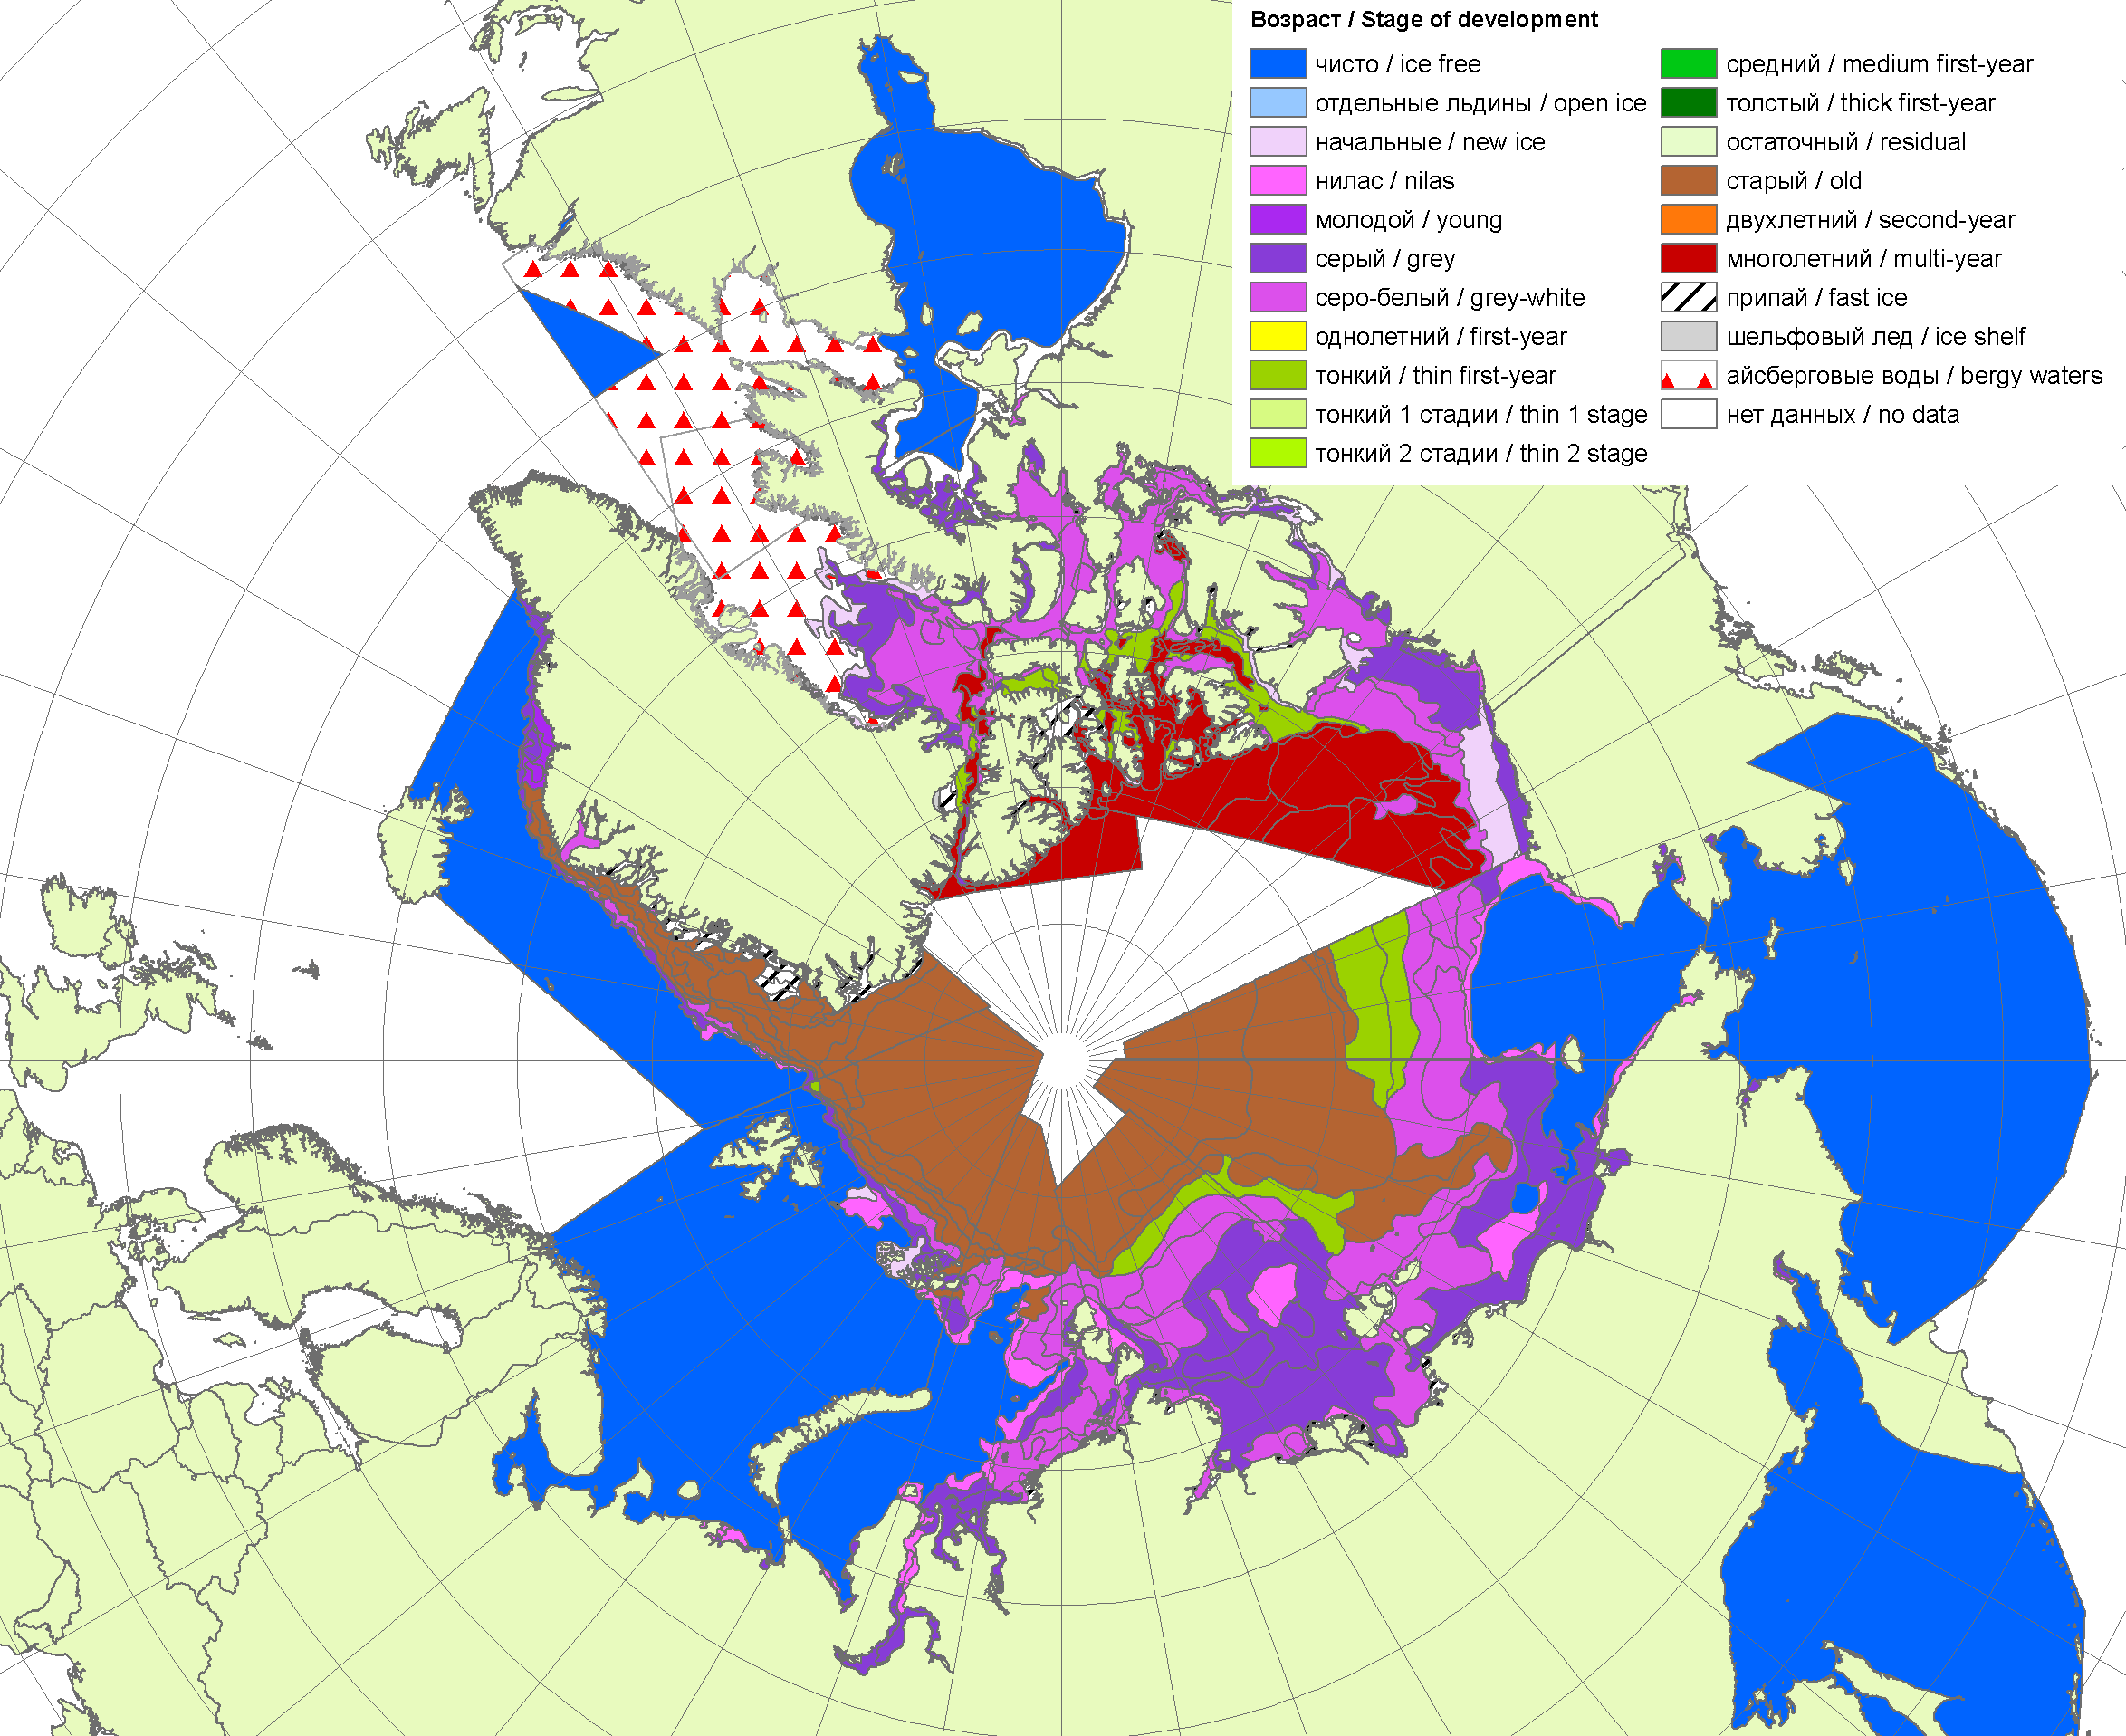 Возраст / Stage of development
чисто / ice free
отдельные льдины / open ice
начальные / new ice
нилас / nilas
молодой / young
серый / grey
серо-белый / grey-white
однолетний / first-year
тонкий / thin first-year
тонкий 1 стадии / thin 1 stage
тонкий 2 стадии / thin 2 stage
средний / medium first-year
толстый / thick first-year
остаточный / residual
старый / old
двухлетний / second-year
многолетний / multi-year
припай / fast ice
шельфовый лед / ice shelf
айсберговые воды / bergy waters
нет данных / no data